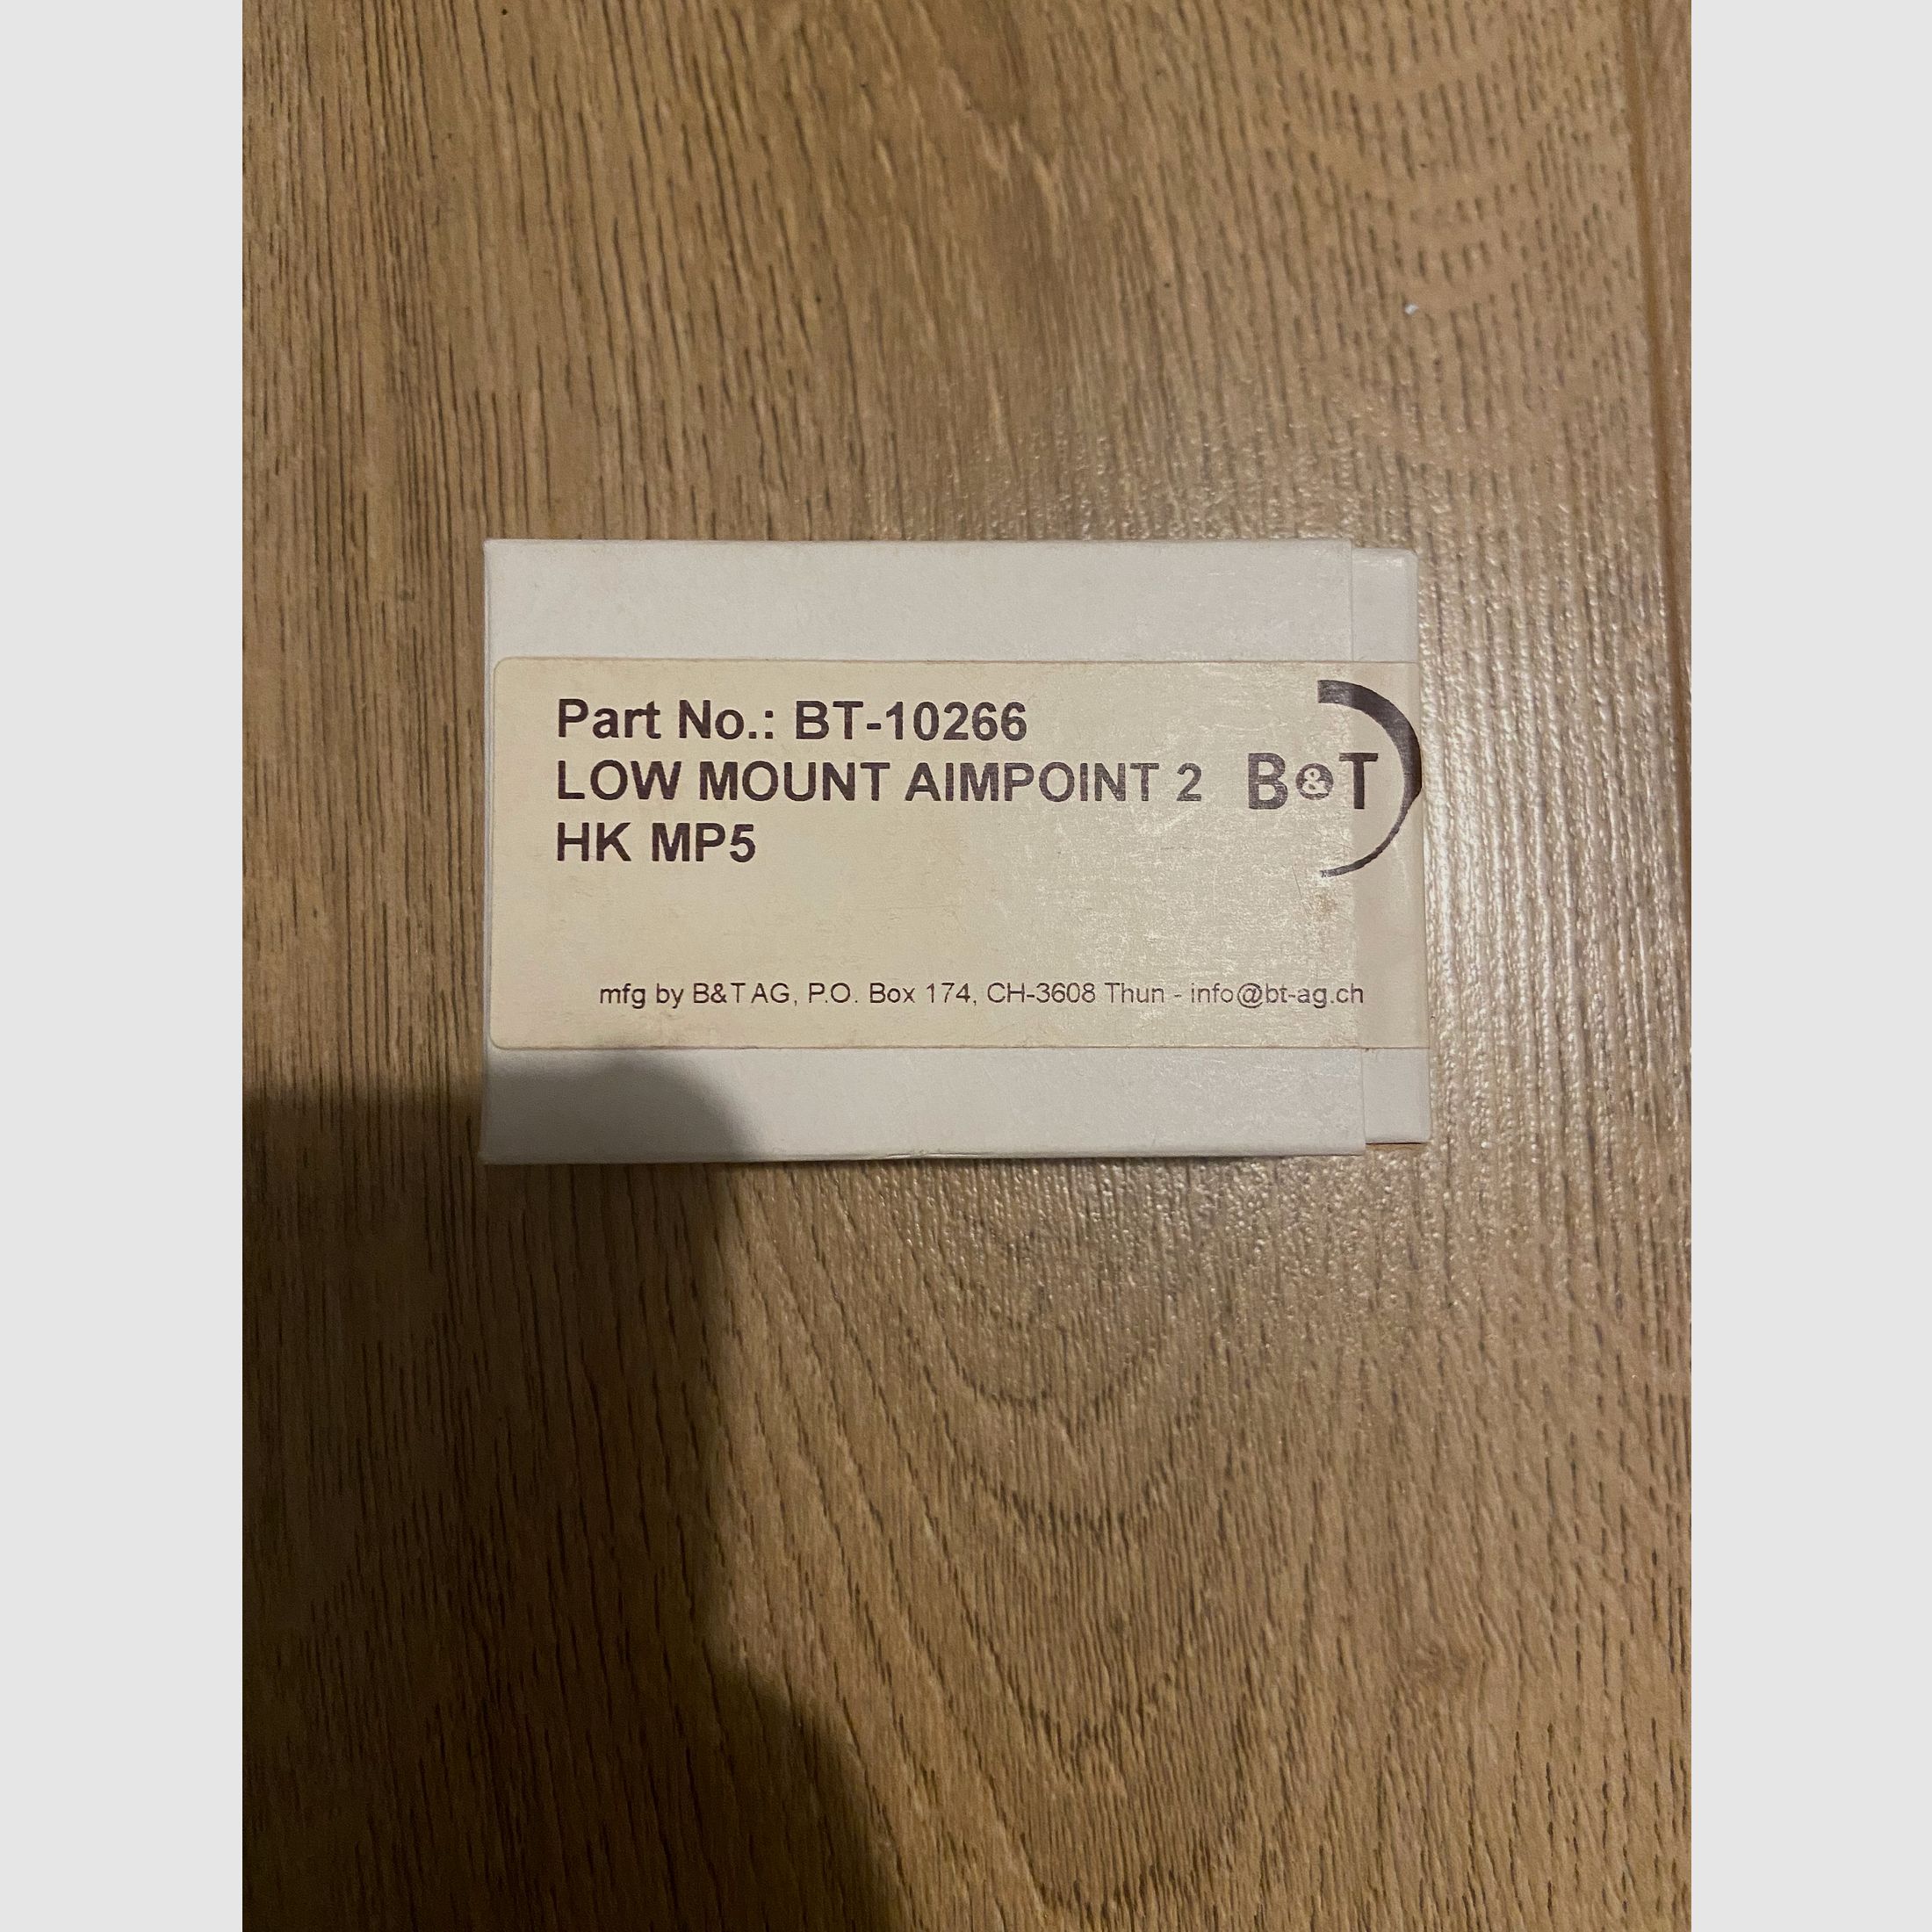 Part No.: BT-10266
LOW MOUNT AIMPOINT 2
HK MP5
B&T
mfg by B&T AG, P.O. Box 174, CH-3608 Thun - info@bt-ag.ch